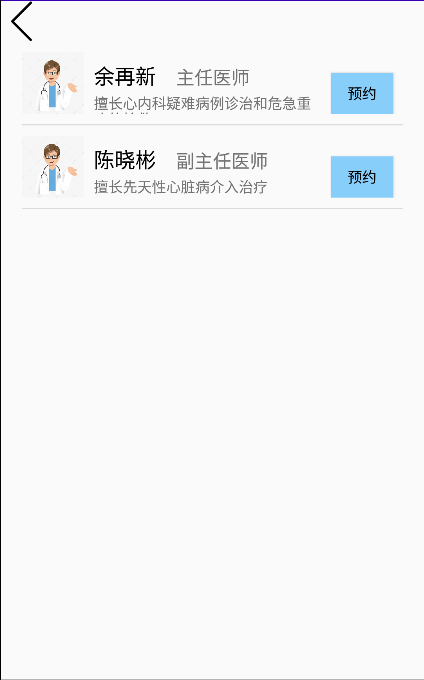 余再新 主任医师
擅长心内科疑难病例诊治和危急重
预约
陈晓彬 副主任医师
擅长先天性心脏病介入治疗
预约